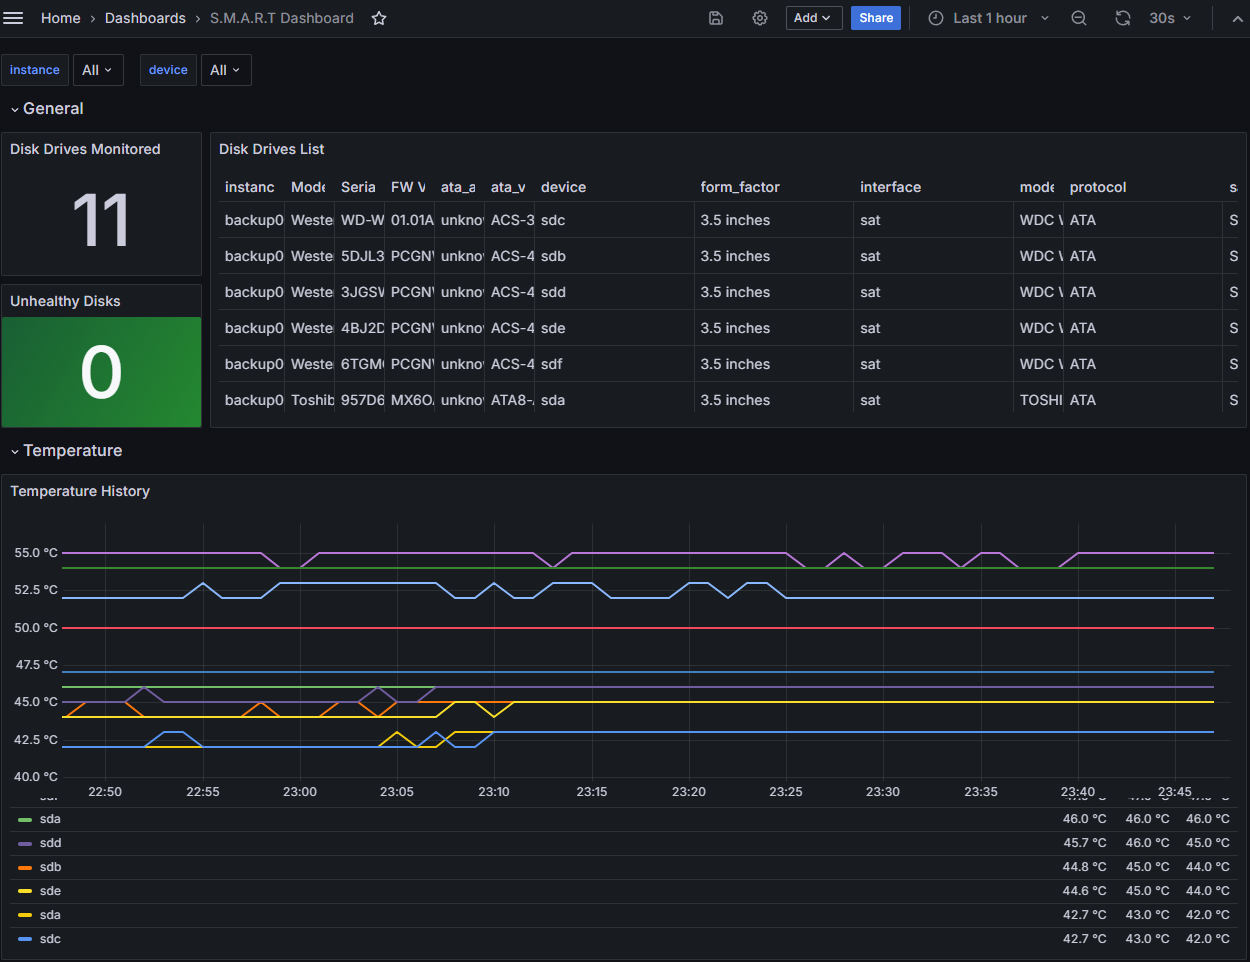 Home › Dashboards › S.M.A.R.T Dashboard Add Share Last 1 hour 30s
instance All device All
General
Disk Drives Monitored
11
Unhealthy Disks
0
Disk Drives List
instanc Mode Seria FW V ata_a ata_v device form_factor interface mode protocol s
backup0 Weste WD-W 01.01A unkno ACS-3 sdc 3.5 inches sat WDC ATA S
backup0 Weste 5DJL3 PCGN unkno ACS-4 sdb 3.5 inches sat WDC ATA S
backup0 Weste 3JGSW PCGN unkno ACS-4 sdd 3.5 inches sat WDC ATA S
backup0 Weste 4BJ2D PCGN unkno ACS-4 sde 3.5 inches sat WDC ATA S
backup0 Weste 6TGM PCGN unkno ACS-4 sdf 3.5 inches sat WDC ATA S
backup0 Toshib 957D6 MX6O unkno ATA8- sda 3.5 inches sat TOSHI ATA S
Temperature
Temperature History
55.0 °C
52.5 °C
50.0 °C
47.5 °C
45.0 °C
42.5 °C
40.0 °C
22:50 22:55 23:00 23:05 23:10 23:15 23:20 23:25 23:30 23:35 23:40 23:45
sda 46.0 °C 46.0 °C 46.0 °C
sdd 45.7 °C 46.0 °C 45.0 °C
sdb 44.8 °C 45.0 °C 44.0 °C
sde 44.6 °C 45.0 °C 44.0 °C
sda 42.7 °C 43.0 °C 42.0 °C
sdc 42.7 °C 43.0 °C 42.0 °C